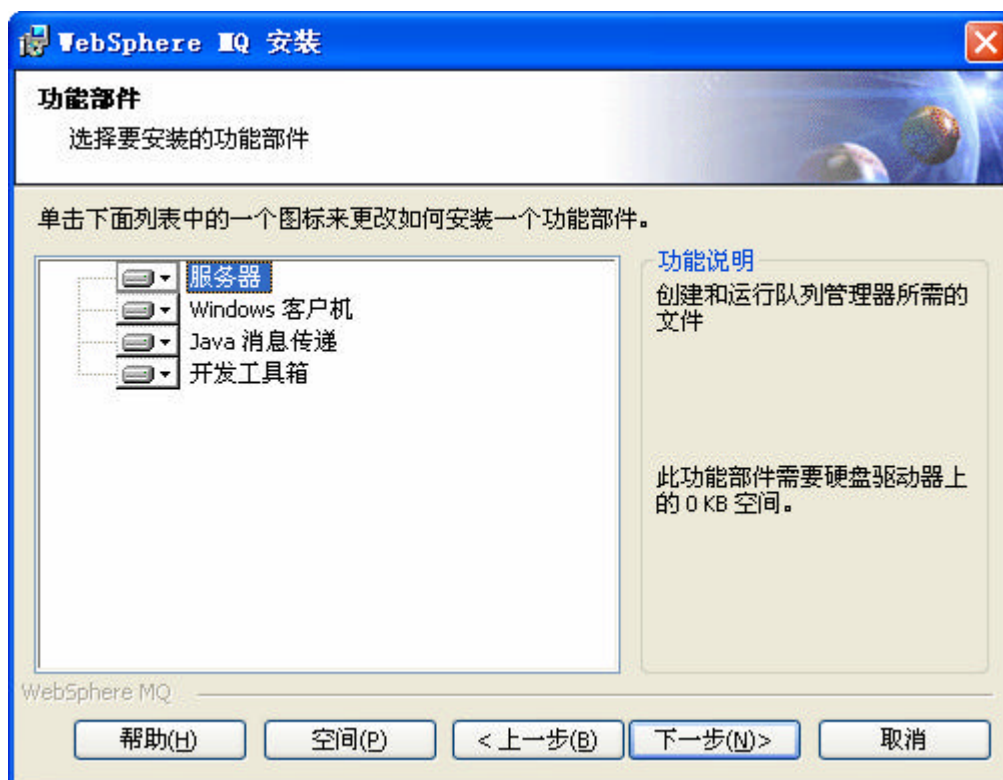 WebSphere MQ 安装
功能部件
选择要安装的功能部件
单击下面列表中的一个图标来更改如何安装一个功能部件。
服务器
Windows 客户机
Java 消息传递
开发工具箱
功能说明
创建和运行队列管理器所需的
文件
此功能部件需要硬盘驱动器上
的 0 KB 空间。
WebSphere MQ
帮助(H)
空间(P)
< 上一步(B)
下一步(N)>
取消